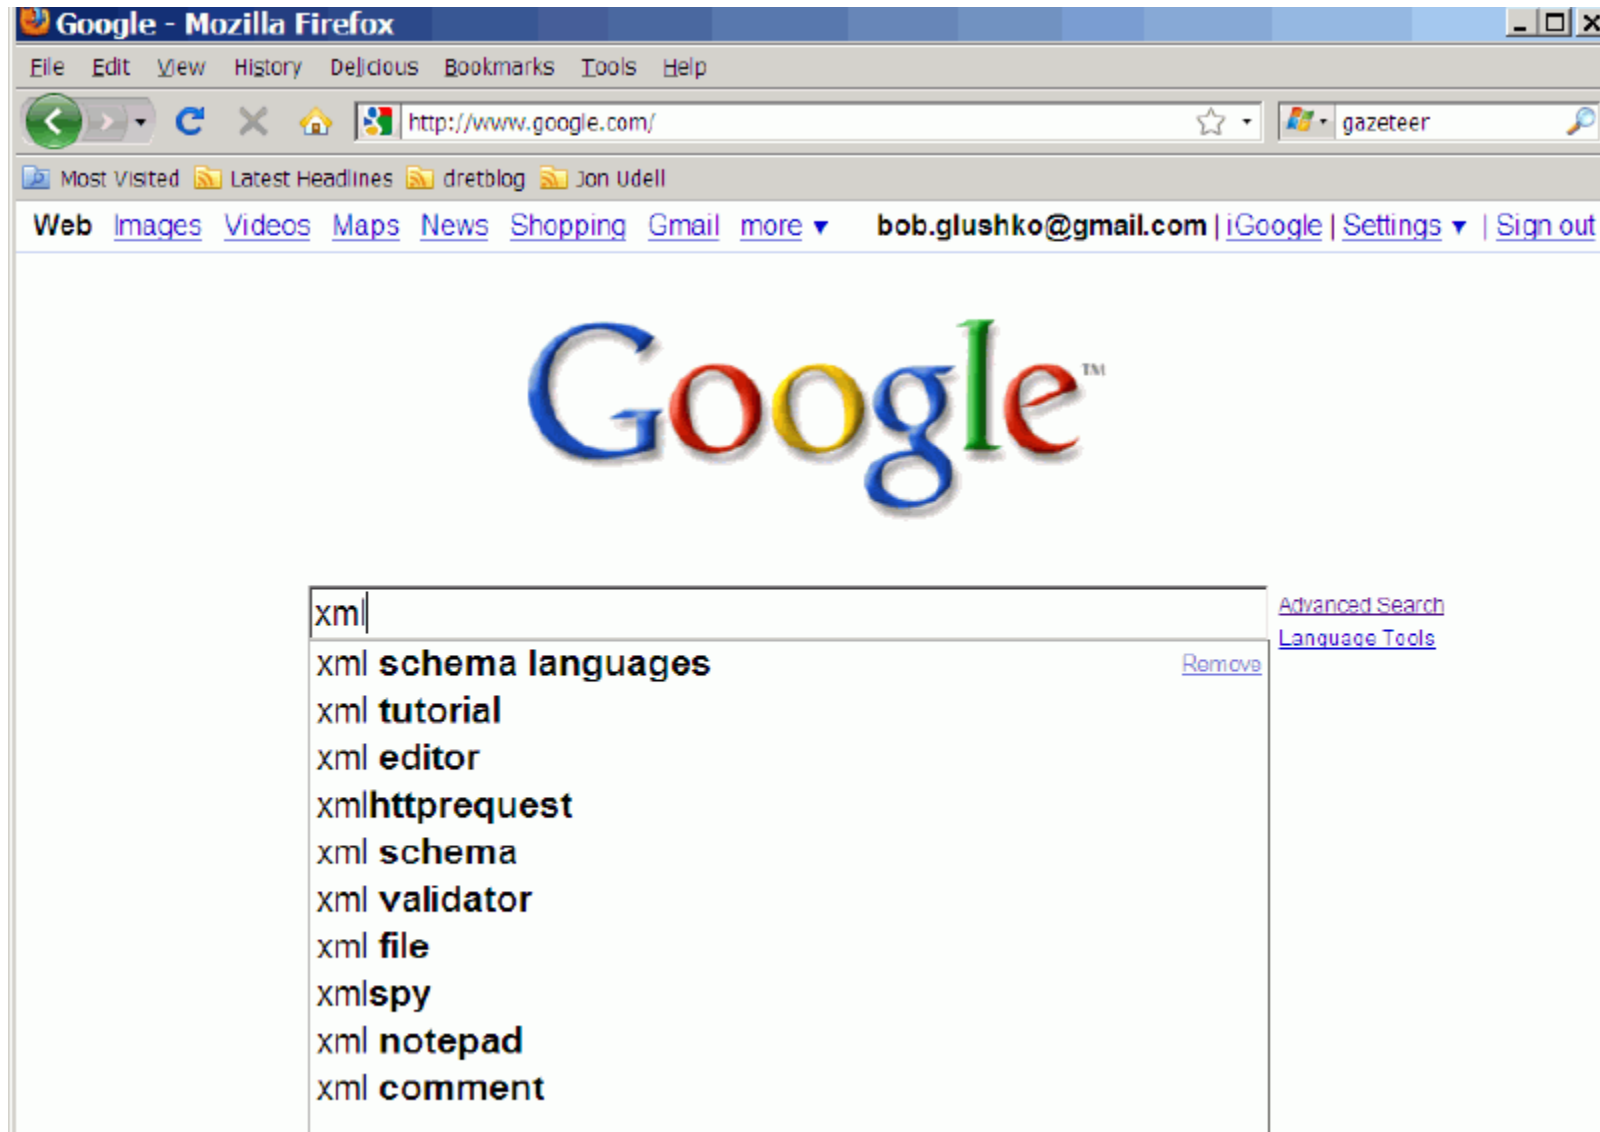 Google - Mozilla Firefox
File Edit View History Delicious Bookmarks Tools Help
http://www.google.com/ gazeteer
Most Visited Latest Headlines dretblog Jon Udell
Web Images Videos Maps News Shopping Gmail more ▼ bob.glushko@gmail.com | iGoogle | Settings ▼ | Sign out
Google™
xml Advanced Search
Language Tools
xml schema languages Remove
xml tutorial
xml editor
xmlhttprequest
xml schema
xml validator
xml file
xmlspy
xml notepad
xml comment